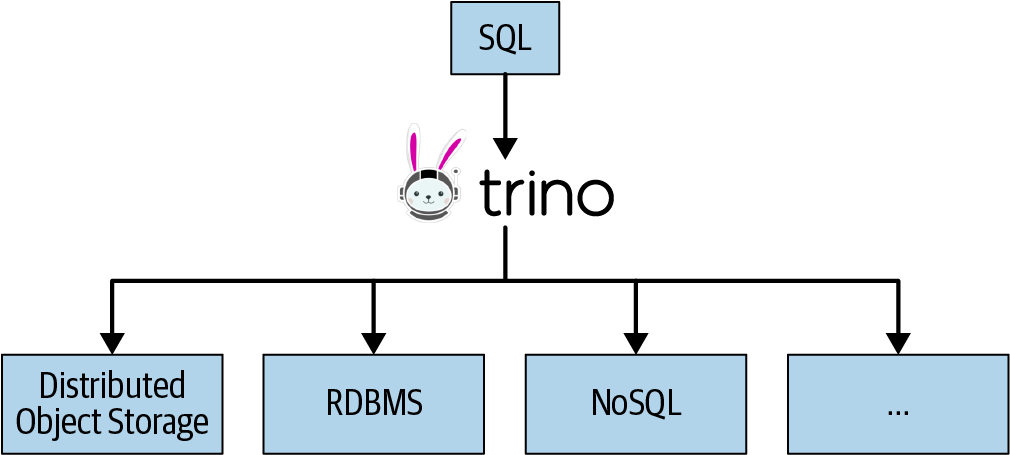 SQL
trino
Distributed
Object Storage
RDBMS
NoSQL
...